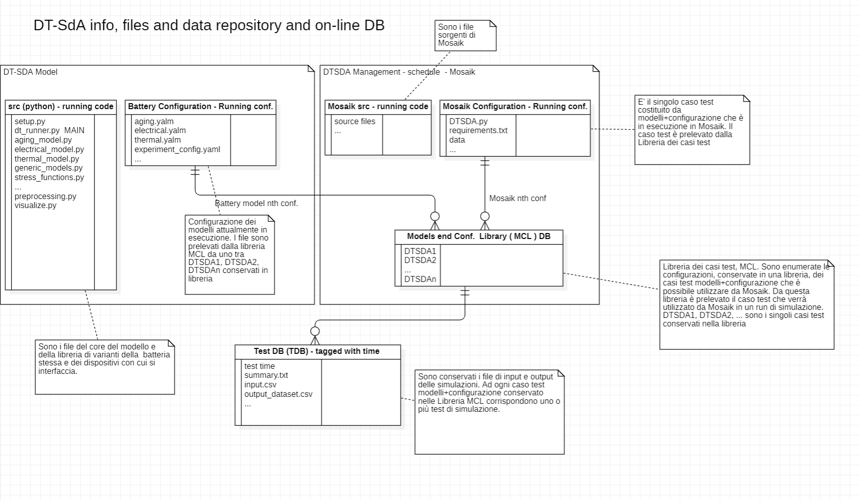 DT-SdA info, files and data repository and on-line DB
Sono i file
sorgenti di
Mosaik
DT-SDA Model
DTSDA Management - schedule - Mosaik
src (python) - running code
setup.py
dt_runner.py MAIN
aging_model.py
electrical_model.py
thermal_model.py
generic_models.py
stress_functions.py
...
preprocessing.py
visualize.py
Battery Configuration - Running conf.
aging.yalm
electrical.yalm
thermal.yalm
experiment_config.yaml
...
Mosaik src - running code
source files
...
Mosaik Configuration - Running conf.
DTSDA.py
requirements.txt
data
...
E' il singolo caso test
costituito da
modelli+configurazione che è
in esecuzione in Mosaik. Il
caso test è prelevato dalla
Libreria dei casi test
Battery model nth conf.
Mosaik nth conf
Configurazione dei
modelli attualmente in
esecuzione. I file sono
prelevati dalla libreria
MCL da uno tra
DTSDA1, DTSDA2,
DTSDAn conservati in
libreria
Models end Conf. Library ( MCL ) DB
DTSDA1
DTSDA2
...
DTSDAn
Libreria dei casi test, MCL. Sono enumerate le
configurazioni, conservate in una libreria, dei
casi test modelli+configurazione che è
possibile utilizzare da Mosaik. Da questa
libreria è prelevato il caso test che verrà
utilizzato da Mosaik in un run di simulazione.
DTSDA1, DTSDA2, ... sono i singoli casi test
conservati nella libreria
Sono i file del core del modello e
della libreria di varianti della batteria
stessa e dei dispositivi con cui si
interfaccia.
Test DB (TDB) - tagged with time
test time
summary.txt
input.csv
output_dataset.csv
...
Sono conservati i file di input e output
delle simulazioni. Ad ogni caso test
modelli+configurazione conservato
nelle Libreria MCL corrispondono uno o
più test di simulazione.